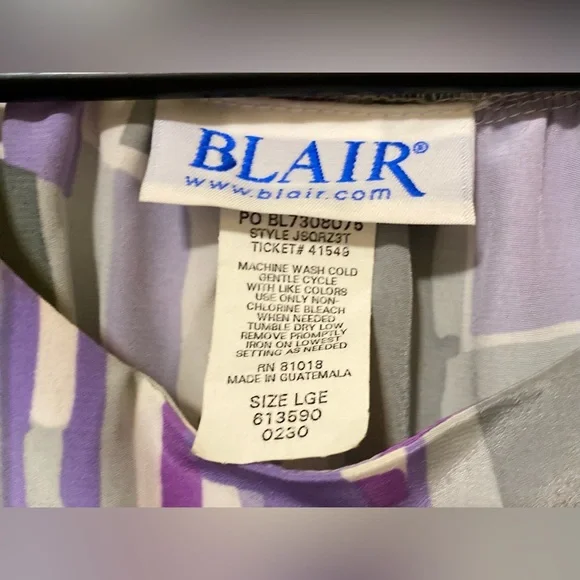 BLAIR®
www.blair.com
PO BL7308075
STYLE JSQRZ3T
TICKET# 41549
MACHINE WASH COLD
GENTLE CYCLE
WITH LIKE COLORS
USE ONLY NON-
CHLORINE BLEACH
WHEN NEEDED
TUMBLE DRY LOW
REMOVE PROMPTLY
IRON ON LOWEST
SETTING AS NEEDED
RN 81018
MADE IN GUATEMALA
SIZE LGE
613590
0230